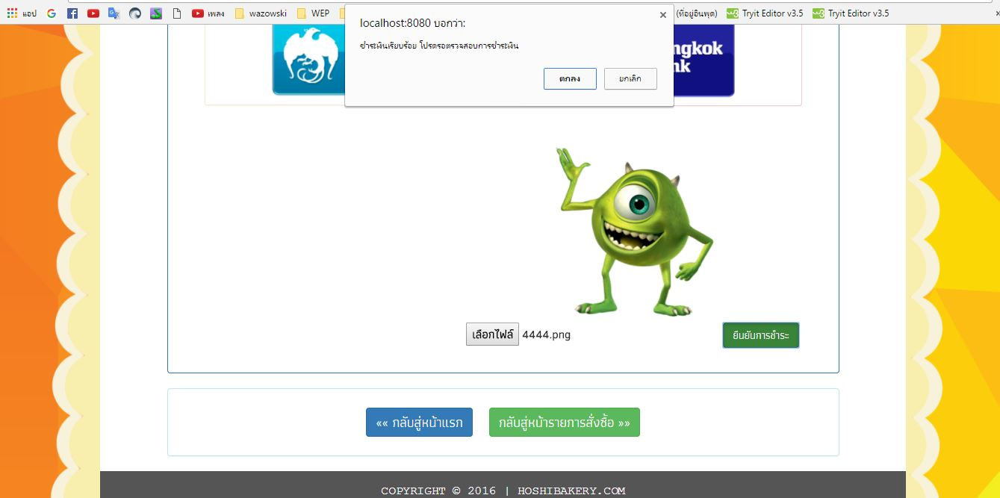 แอป
เพลง
wazowski
WEP
(ที่อยู่อินพุต)
Tryit Editor v3.5
Tryit Editor v3.5
localhost:8080 บอกว่า:
ชำระเงินเรียบร้อย โปรดรอตรวจสอบการชำระเงิน
ตกลง
ยกเลิก
ngkok
nk
เลือกไฟล์ 4444.png
ยืนยันการชำระ
«« กลับสู่หน้าแรก
กลับสู่หน้ารายการสั่งซื้อ »»
COPYRIGHT © 2016 | HOSHIBAKERY.COM